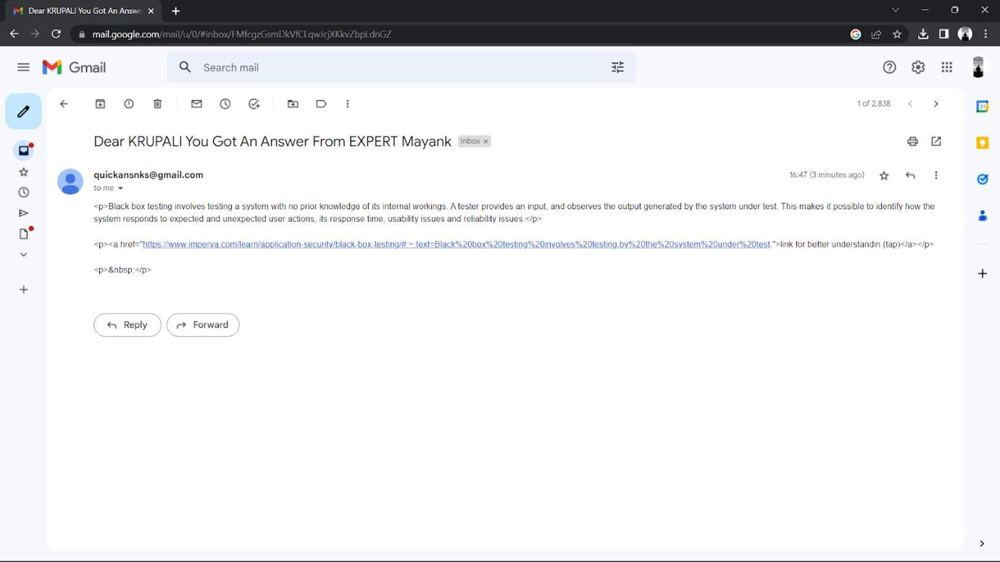 Dear KRUPALI You Got An Answe
mail.google.com/mail/u/0/#inbox/FMfcgzGsmDkVfCLqwJcjXKkvZbpLdnGZ
Gmail
Search mail
1 of 2,838
Dear KRUPALI You Got An Answer From EXPERT Mayank Inbox ×
quickansnks@gmail.com
16:47 (3 minutes ago)
to me
<p>Black box testing involves testing a system with no prior knowledge of its internal workings. A tester provides an input, and observes the output generated by the system under test. This makes it possible to identify how the
system responds to expected and unexpected user actions, its response time, usability issues and reliability issues.</p>
<p><a href="https://www.imperva.com/learn/application-security/black-box-testing/#:~:text=Black%20box%20testing%20involves%20testing,by%20the%20system%20under%20test.">link for better understandin (tap)</a></p>
<p>&nbsp;</p>
Reply
Forward
31